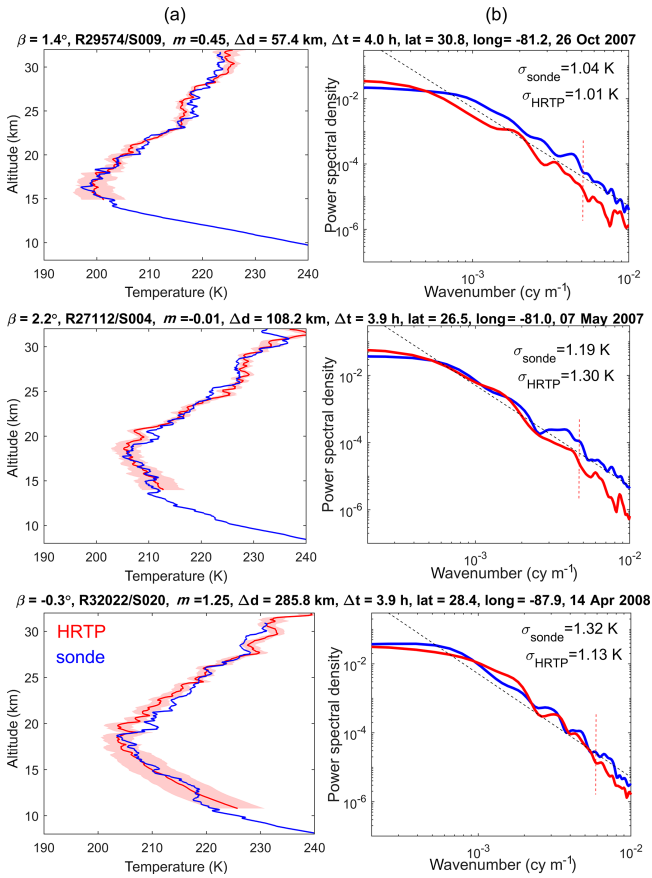 (a) (b)
β = 1.4°, R29574/S009, m =0.45, Δd = 57.4 km, Δt = 4.0 h, lat = 30.8, long= -81.2, 26 Oct 2007
Altitude (km)
30
25
20
15
10
190 200 210 220 230 240
Temperature (K)
Power spectral density
10-2
10-4
10-6
σsonde=1.04 K
σHRTP=1.01 K
10-3 10-2
Wavenumber (cy m-1)
β = 2.2°, R27112/S004, m =-0.01, Δd = 108.2 km, Δt = 3.9 h, lat = 26.5, long= -81.0, 07 May 2007
Altitude (km)
30
25
20
15
10
190 200 210 220 230 240
Temperature (K)
Power spectral density
10-2
10-4
10-6
σsonde=1.19 K
σHRTP=1.30 K
10-3 10-2
Wavenumber (cy m-1)
β = -0.3°, R32022/S020, m =1.25, Δd = 285.8 km, Δt = 3.9 h, lat = 28.4, long= -87.9, 14 Apr 2008
HRTP
sonde
Altitude (km)
30
25
20
15
10
190 200 210 220 230 240
Temperature (K)
Power spectral density
10-2
10-4
10-6
σsonde=1.32 K
σHRTP=1.13 K
10-3 10-2
Wavenumber (cy m-1)